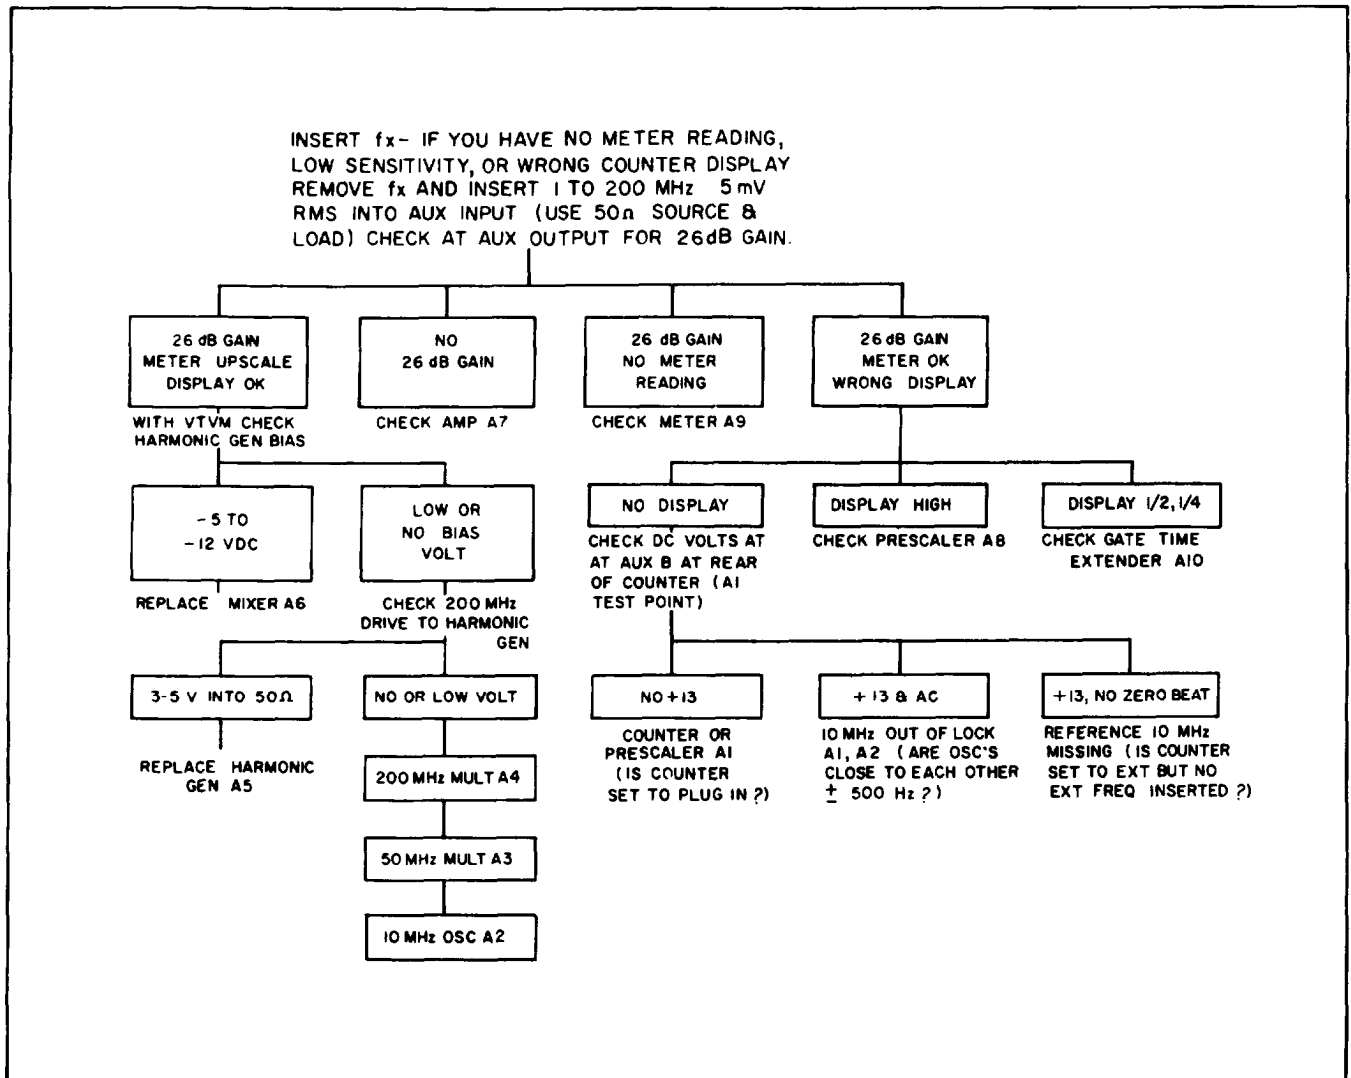 INSERT fx- IF YOU HAVE NO METER READING,
LOW SENSITIVITY, OR WRONG COUNTER DISPLAY
REMOVE fx AND INSERT 1 TO 200 MHz 5mV
RMS INTO AUX INPUT (USE 50Ω SOURCE &
LOAD) CHECK AT AUX OUTPUT FOR 26dB GAIN.
26 dB GAIN
METER UPSCALE
DISPLAY OK
NO
26 dB GAIN
26 dB GAIN
NO METER
READING
26 dB GAIN
METER OK
WRONG DISPLAY
WITH VTVM CHECK
HARMONIC GEN BIAS
CHECK AMP A7
CHECK METER A9
-5 TO
-12 VDC
LOW OR
NO BIAS
VOLT
NO DISPLAY
DISPLAY HIGH
DISPLAY 1/2, 1/4
REPLACE MIXER A6
CHECK 200 MHz
DRIVE TO HARMONIC
GEN
CHECK DC VOLTS AT
AT AUX B AT REAR
OF COUNTER (A1
TEST POINT)
CHECK PRESCALER A8
CHECK GATE TIME
EXTENDER A10
3-5 V INTO 50Ω
NO OR LOW VOLT
NO +13
+13 & AC
+13, NO ZERO BEAT
REPLACE HARMONIC
GEN A5
200 MHz MULT A4
50 MHz MULT A3
10 MHz OSC A2
COUNTER OR
PRESCALER A1
(IS COUNTER
SET TO PLUG IN ?)
10 MHz OUT OF LOCK
A1, A2 (ARE OSC'S
CLOSE TO EACH OTHER
± 500 Hz ?)
REFERENCE 10 MHz
MISSING (IS COUNTER
SET TO EXT BUT NO
EXT FREQ INSERTED ?)